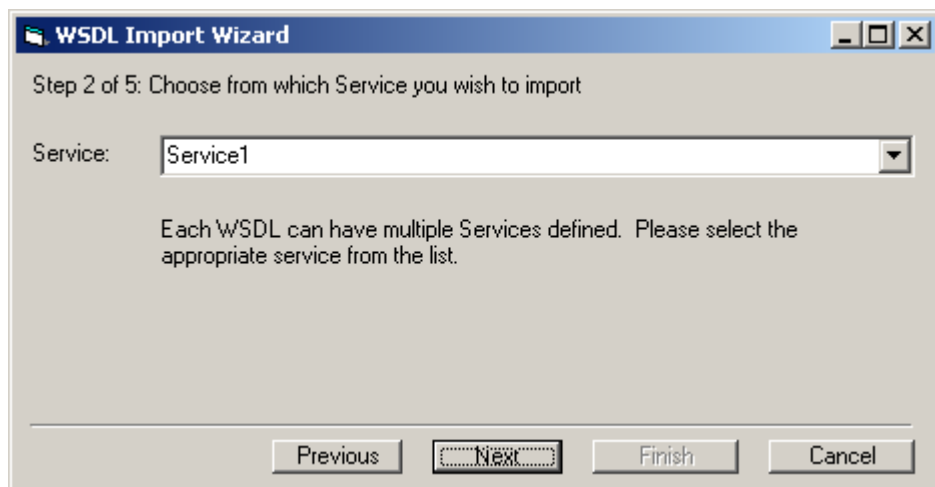 WSDL Import Wizard
Step 2 of 5: Choose from which Service you wish to import
Service: Service1
Each WSDL can have multiple Services defined.  Please select the
appropriate service from the list.
Previous Next Finish Cancel